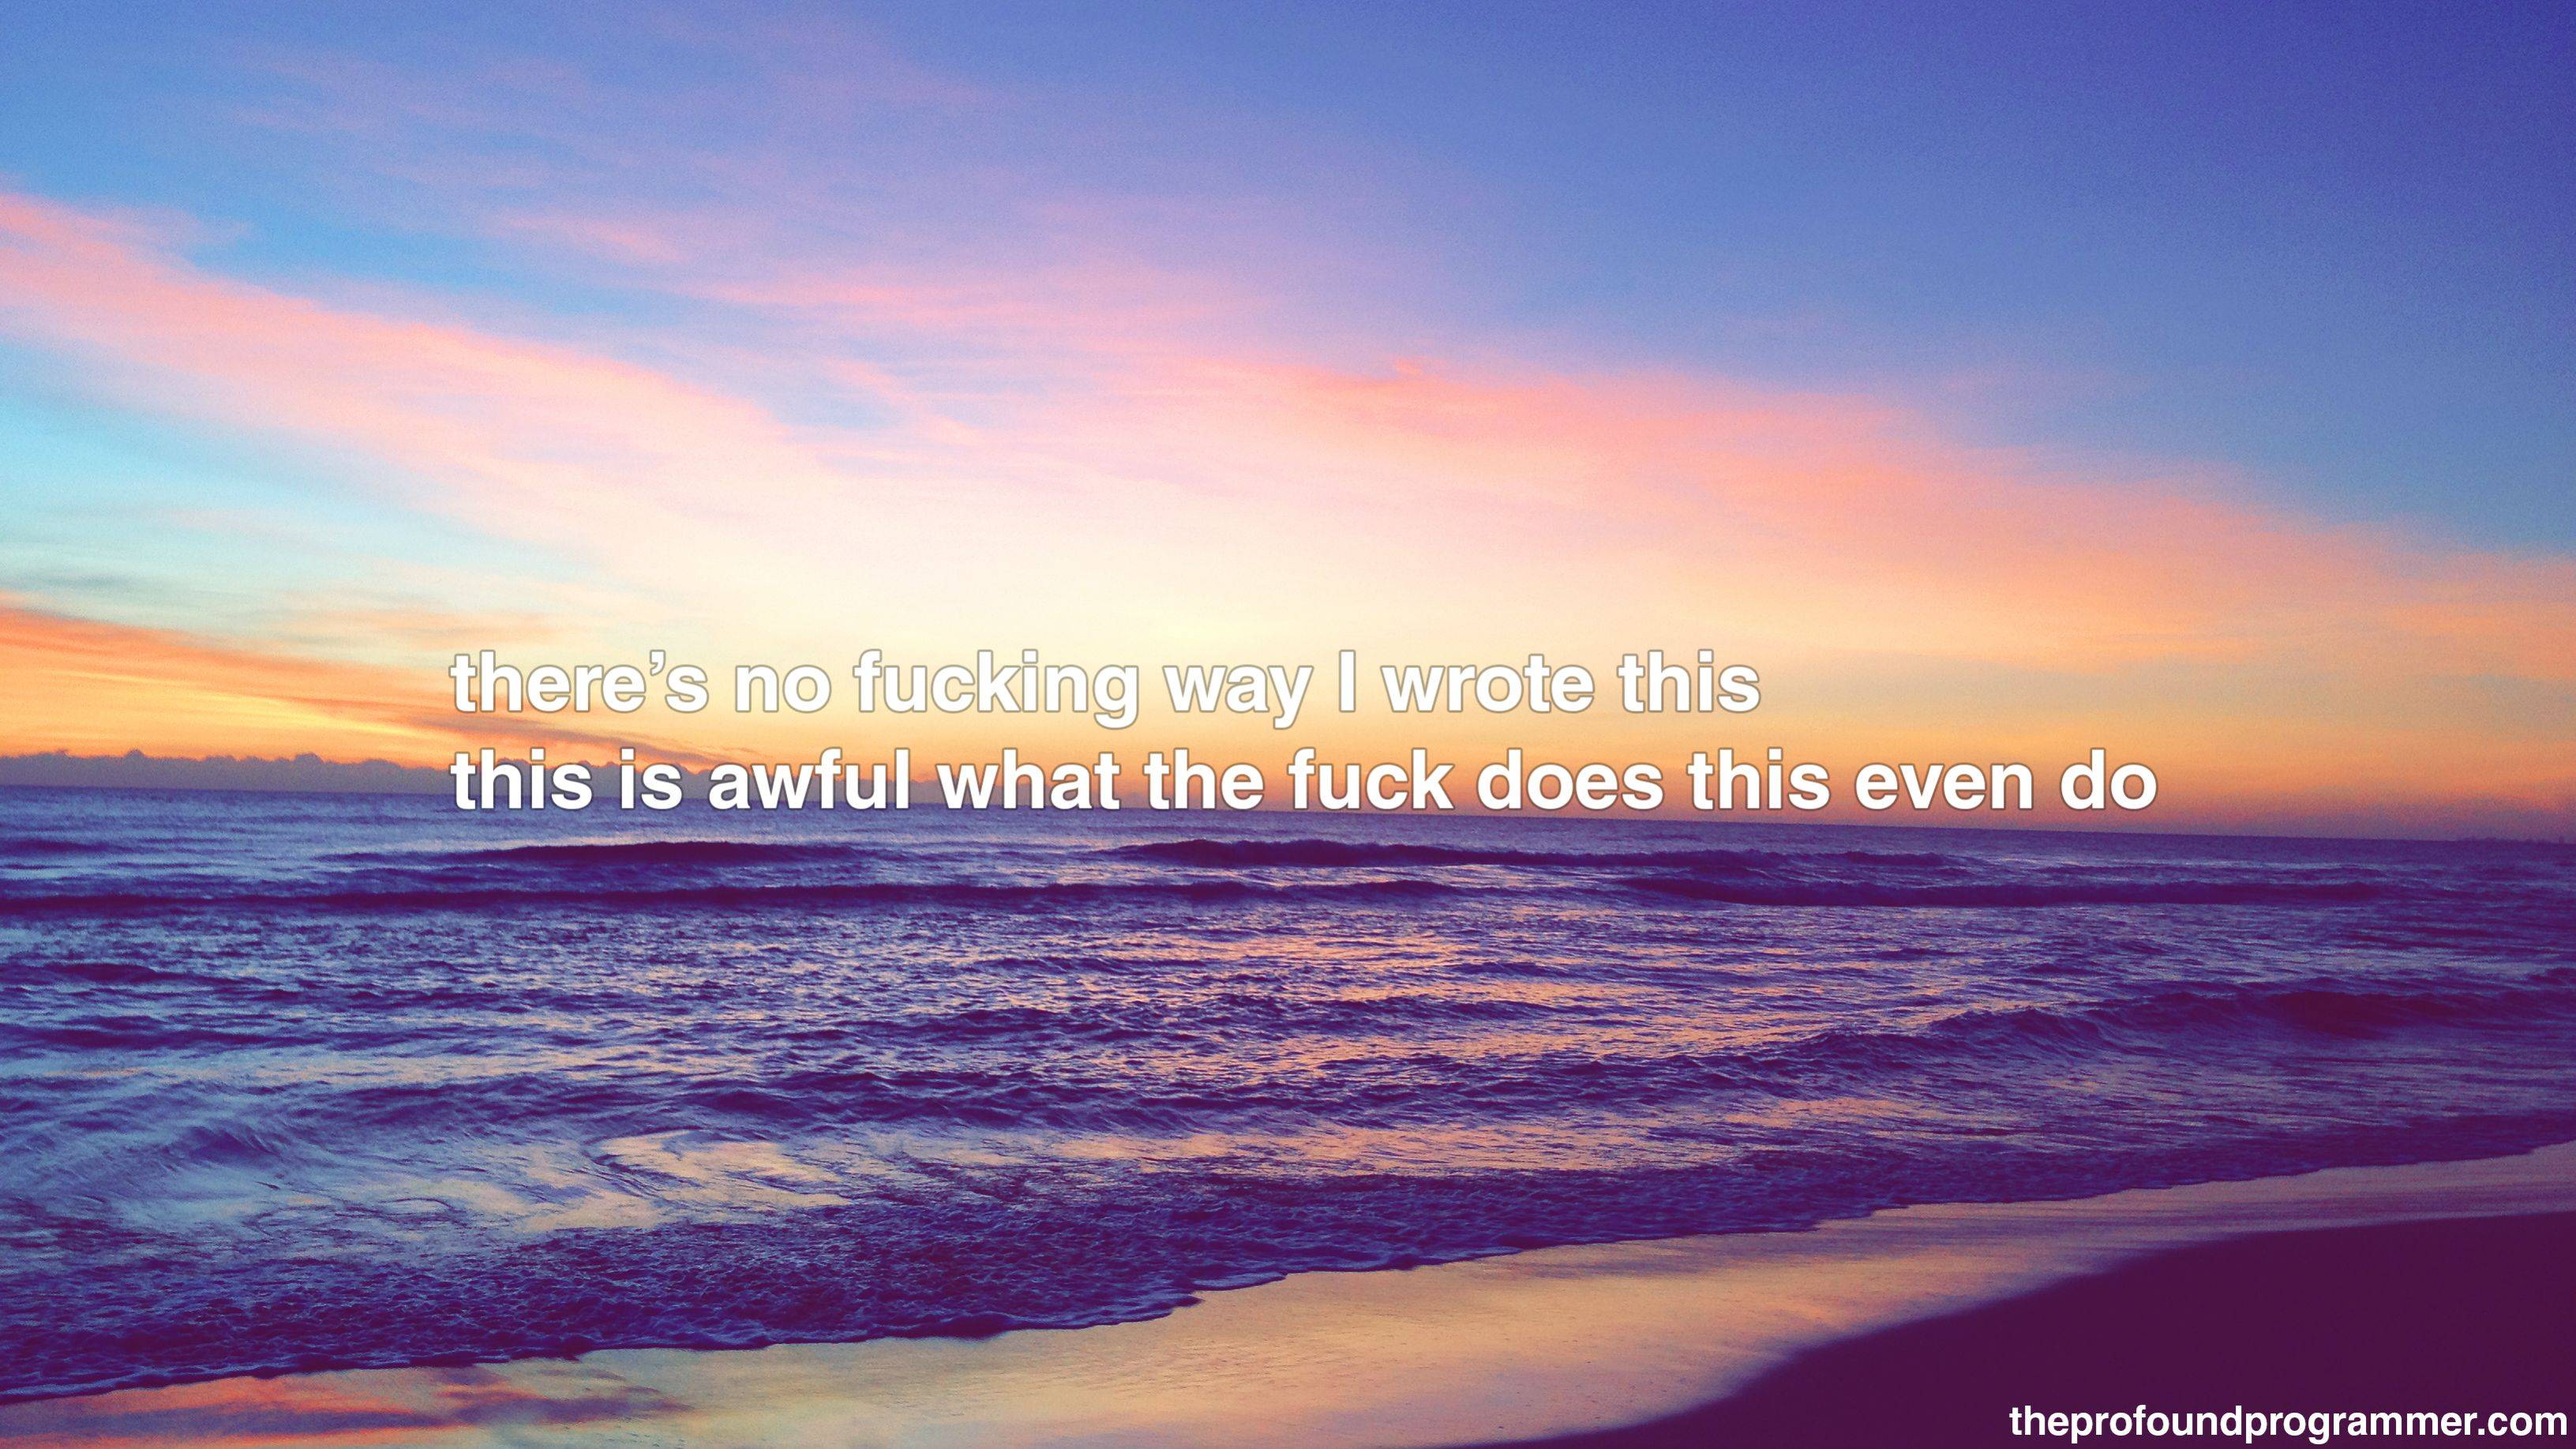 there’s no fucking way I wrote this
this is awful what the fuck does this even do
theprofoundprogrammer.com